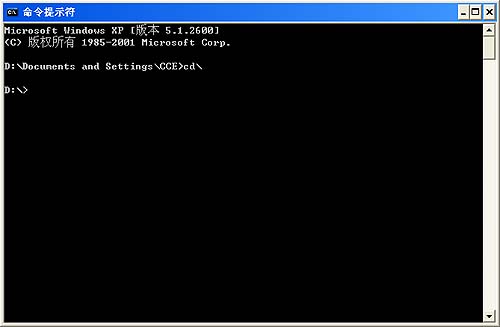 命令提示符
Microsoft Windows XP [版本 5.1.2600]
(C) 版权所有 1985-2001 Microsoft Corp.
D:\Documents and Settings\CCE>cd\
D:\>